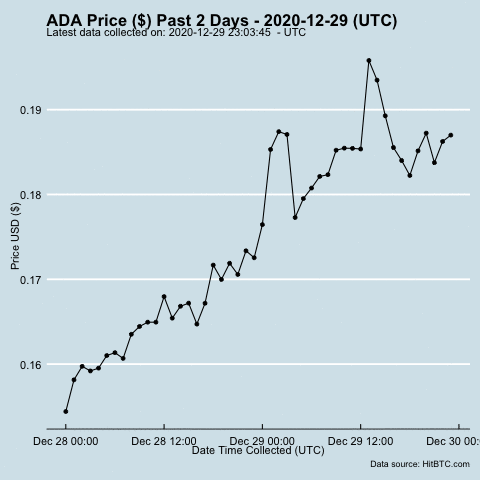 ADA Price ($) Past 2 Days - 2020-12-29 (UTC)
Latest data collected on: 2020-12-29 23:03:45 - UTC
Price USD ($)
0.19
0.18
0.17
0.16
Dec 28 00:00 Dec 28 12:00 Dec 29 00:00 Dec 29 12:00 Dec 30 00:
Date Time Collected (UTC)
Data source: HitBTC.com